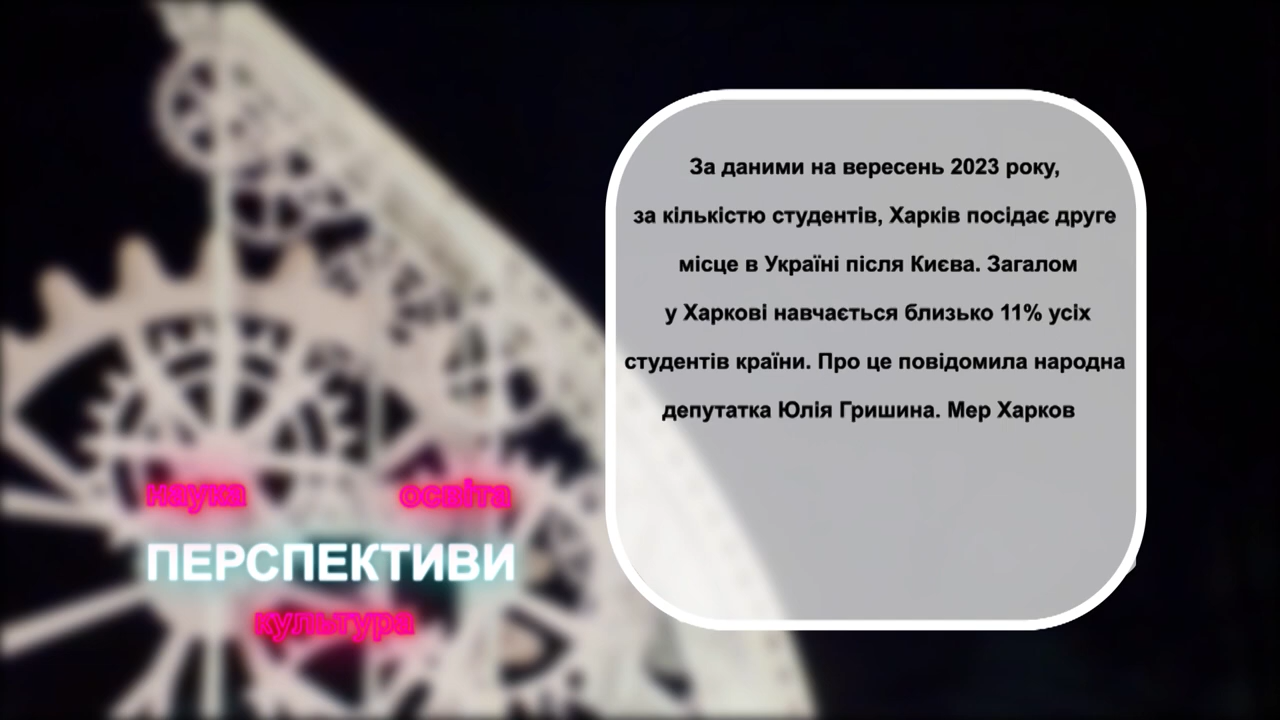 За даними на вересень 2023 року,
за кількістю студентів, Харків посідає друге
місце в Україні після Києва. Загалом
у Харкові навчається близько 11% усіх
студентів країни. Про це повідомила народна
депутатка Юлія Гришина. Мер Харков
наука
освіта
ПЕРСПЕКТИВИ
культура